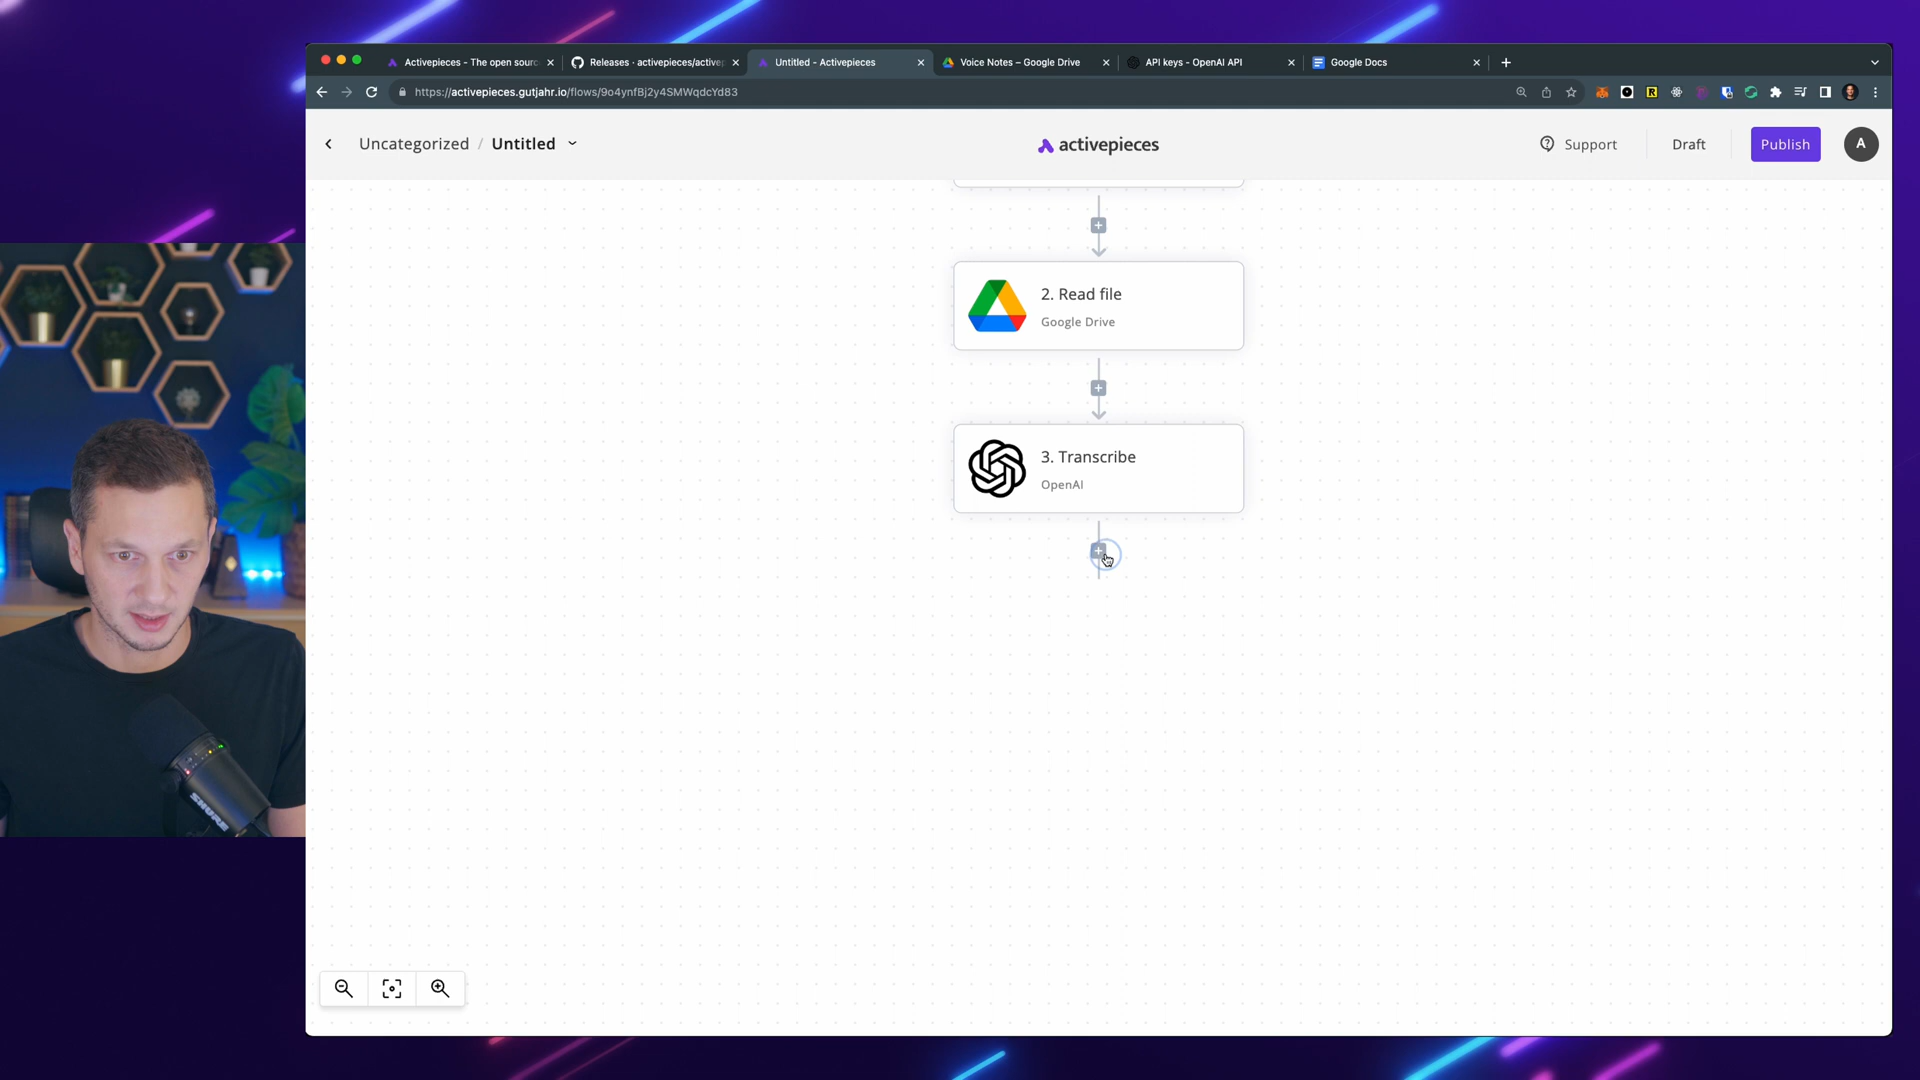 Activepieces - The open sourc
Releases · activepieces/activep
Untitled - Activepieces
Voice Notes – Google Drive
API keys - OpenAI API
Google Docs
https://activepieces.gutjahr.io/flows/9o4ynfBj2y4SMWqdcYd83
Uncategorized / Untitled
activepieces
Support
Draft
Publish
A
2. Read file
Google Drive
3. Transcribe
OpenAI
SHURE